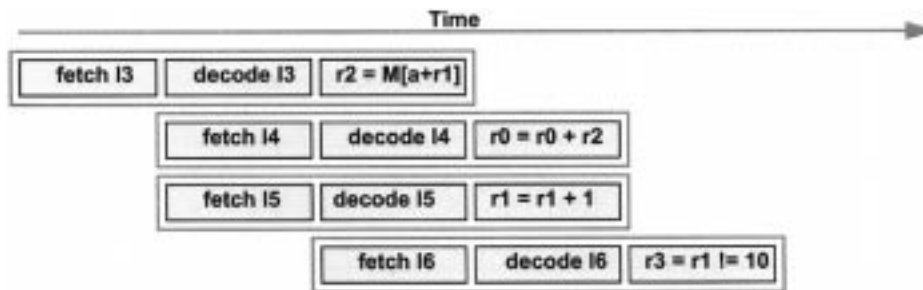 Time
fetch I3 decode I3 r2 = M[a+r1]
fetch I4 decode I4 r0 = r0 + r2
fetch I5 decode I5 r1 = r1 + 1
fetch I6 decode I6 r3 = r1 != 10